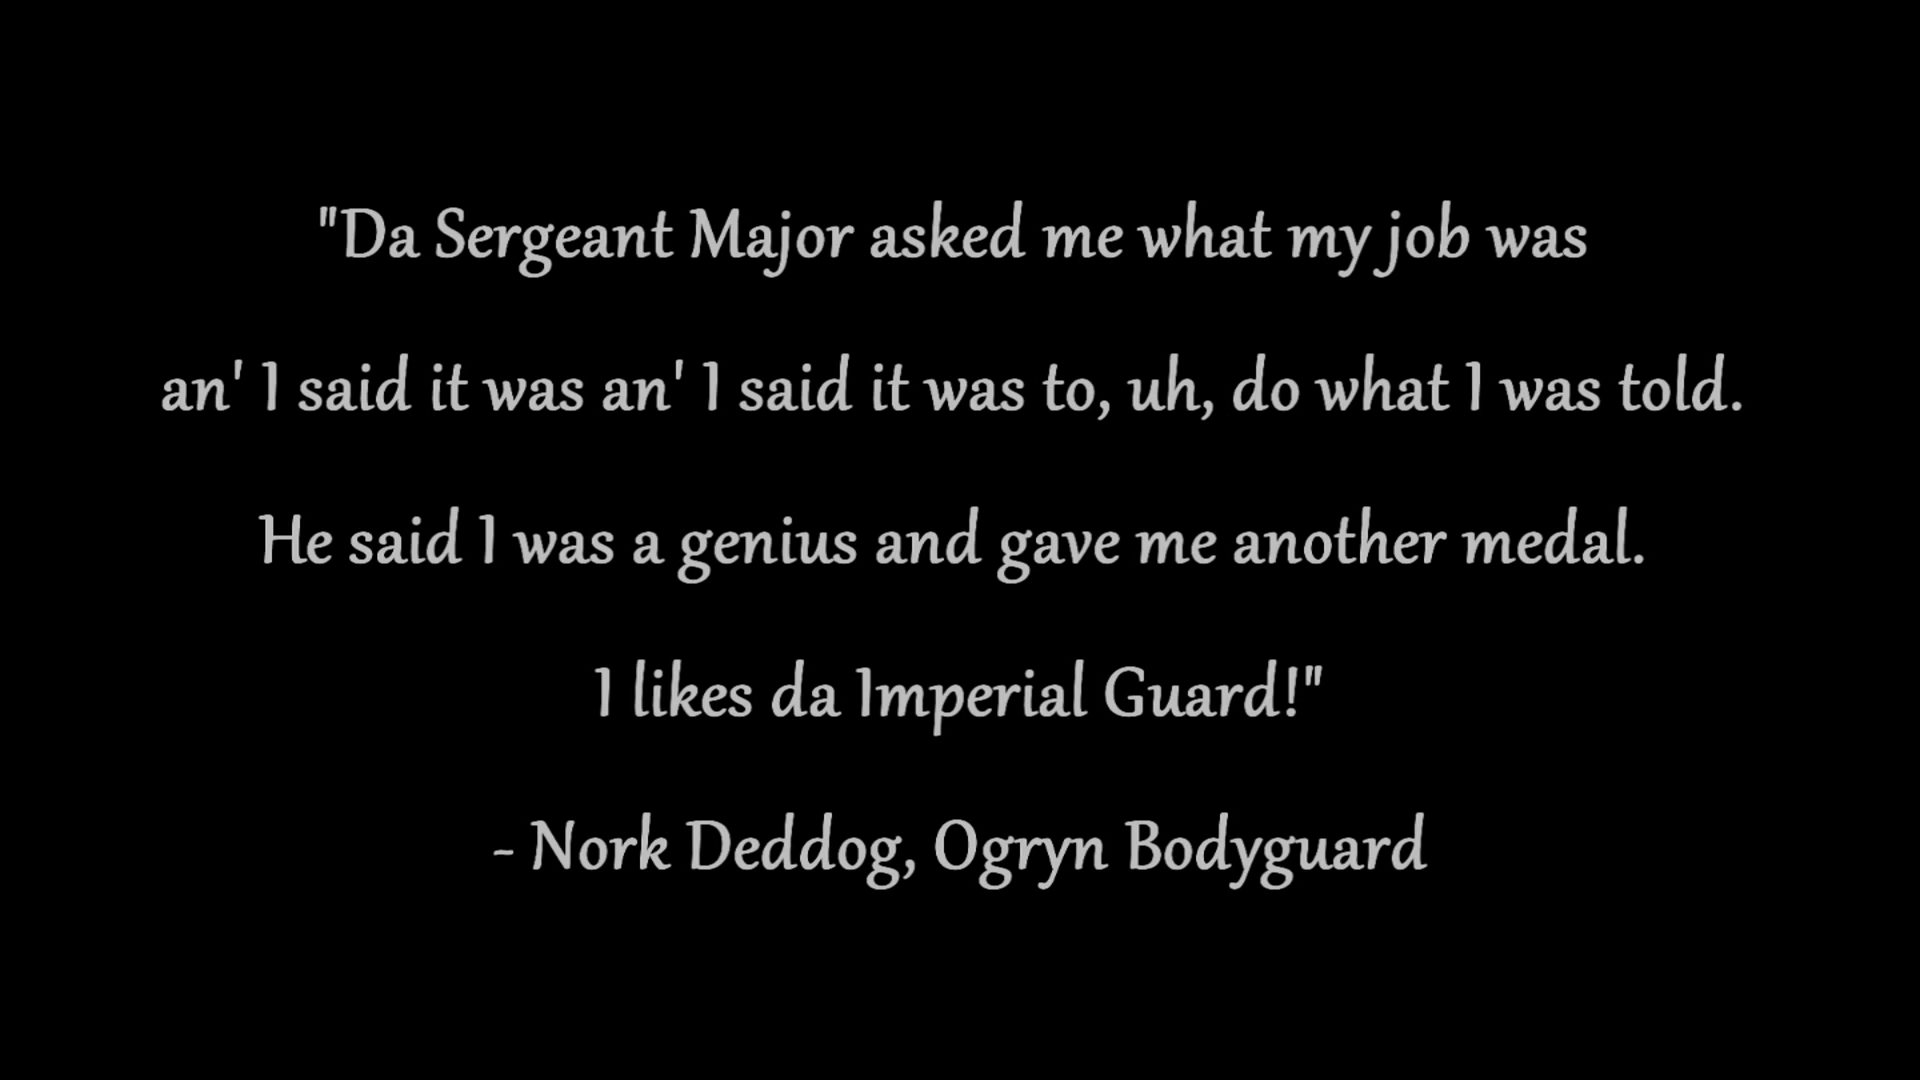 "Da Sergeant Major asked me what my job was
an' I said it was an' I said it was to, uh, do what I was told.
He said I was a genius and gave me another medal.
I likes da Imperial Guard!"
- Nork Deddog, Ogryn Bodyguard